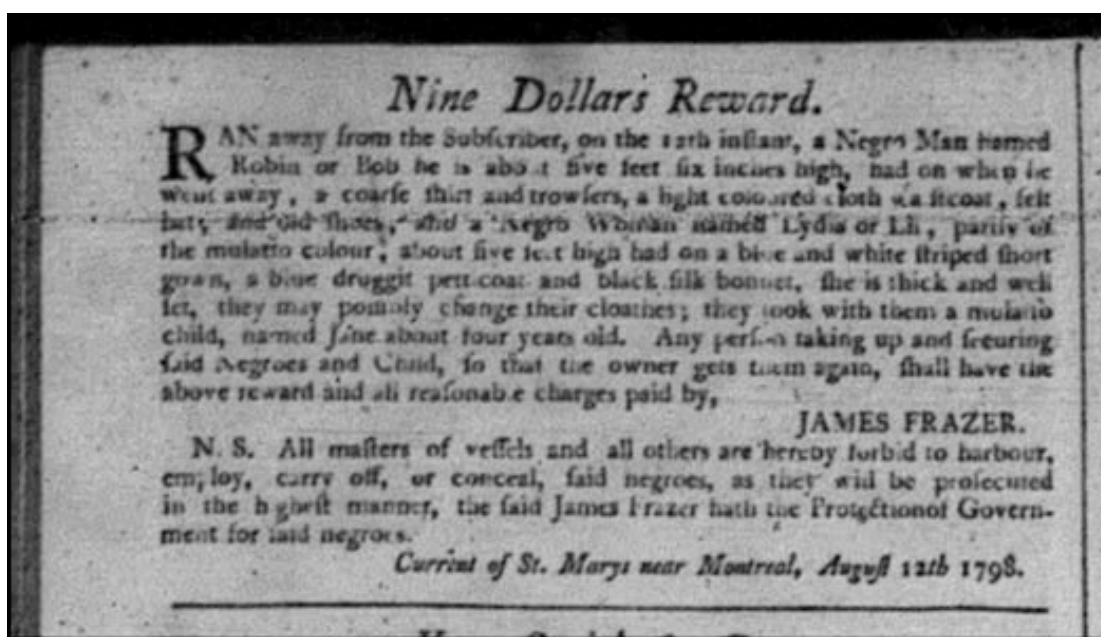 Nine Dollars Reward.
RAN away from the Subſcriber, on the 12th inſtant, a Negro Man named
Robin or Bob he is about five feet ſix inches high, had on when he
went away, a coarſe ſhirt and trowſers, a light coloured cloth waiſtcoat, felt
hat, and old ſhoes, and a Negro Woman named Lydia or Lil, partly of
the mulatto colour, about five feet high had on a blue and white ſtriped ſhort
gown, a blue druggit petticoat and black ſilk bonnet, ſhe is thick and well
ſet, they may poſſibly change their cloathes; they took with them a mulatto
child, named Jane about four years old. Any perſon taking up and ſecuring
ſaid Negroes and Child, ſo that the owner gets them again, ſhall have the
above reward and all reaſonable charges paid by,
JAMES FRAZER.
N. S. All maſters of veſſels and all others are hereby forbid to harbour,
employ, carry off, or conceal, ſaid negroes, as they will be proſecuted
in the higheſt manner, the ſaid James Frazer hath the Protectionof Govern-
ment for ſaid negroes.
Current of St. Marys near Montreal, Auguſt 12th 1798.